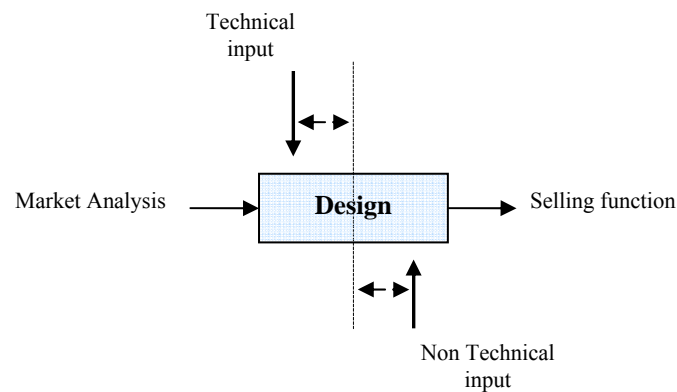 Technical
input
Market Analysis
Design
Selling function
Non Technical
input